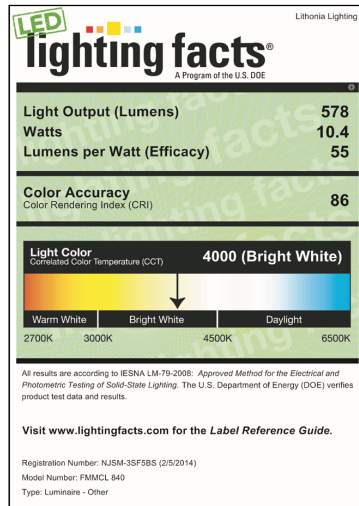 Lithonia Lighting
LED
lighting facts®
A Program of the U.S. DOE
Light Output (Lumens) 578
Watts 10.4
Lumens per Watt (Efficacy) 55
Color Accuracy
Color Rendering Index (CRI) 86
Light Color
Correlated Color Temperature (CCT) 4000 (Bright White)
Warm White Bright White Daylight
2700K 3000K 4500K 6500K
All results are according to IESNA LM-79-2008: Approved Method for the Electrical and
Photometric Testing of Solid-State Lighting. The U.S. Department of Energy (DOE) verifies
product test data and results.
Visit www.lightingfacts.com for the Label Reference Guide.
Registration Number: NJSM-3SF5BS (2/5/2014)
Model Number: FMMCL 840
Type: Luminaire - Other